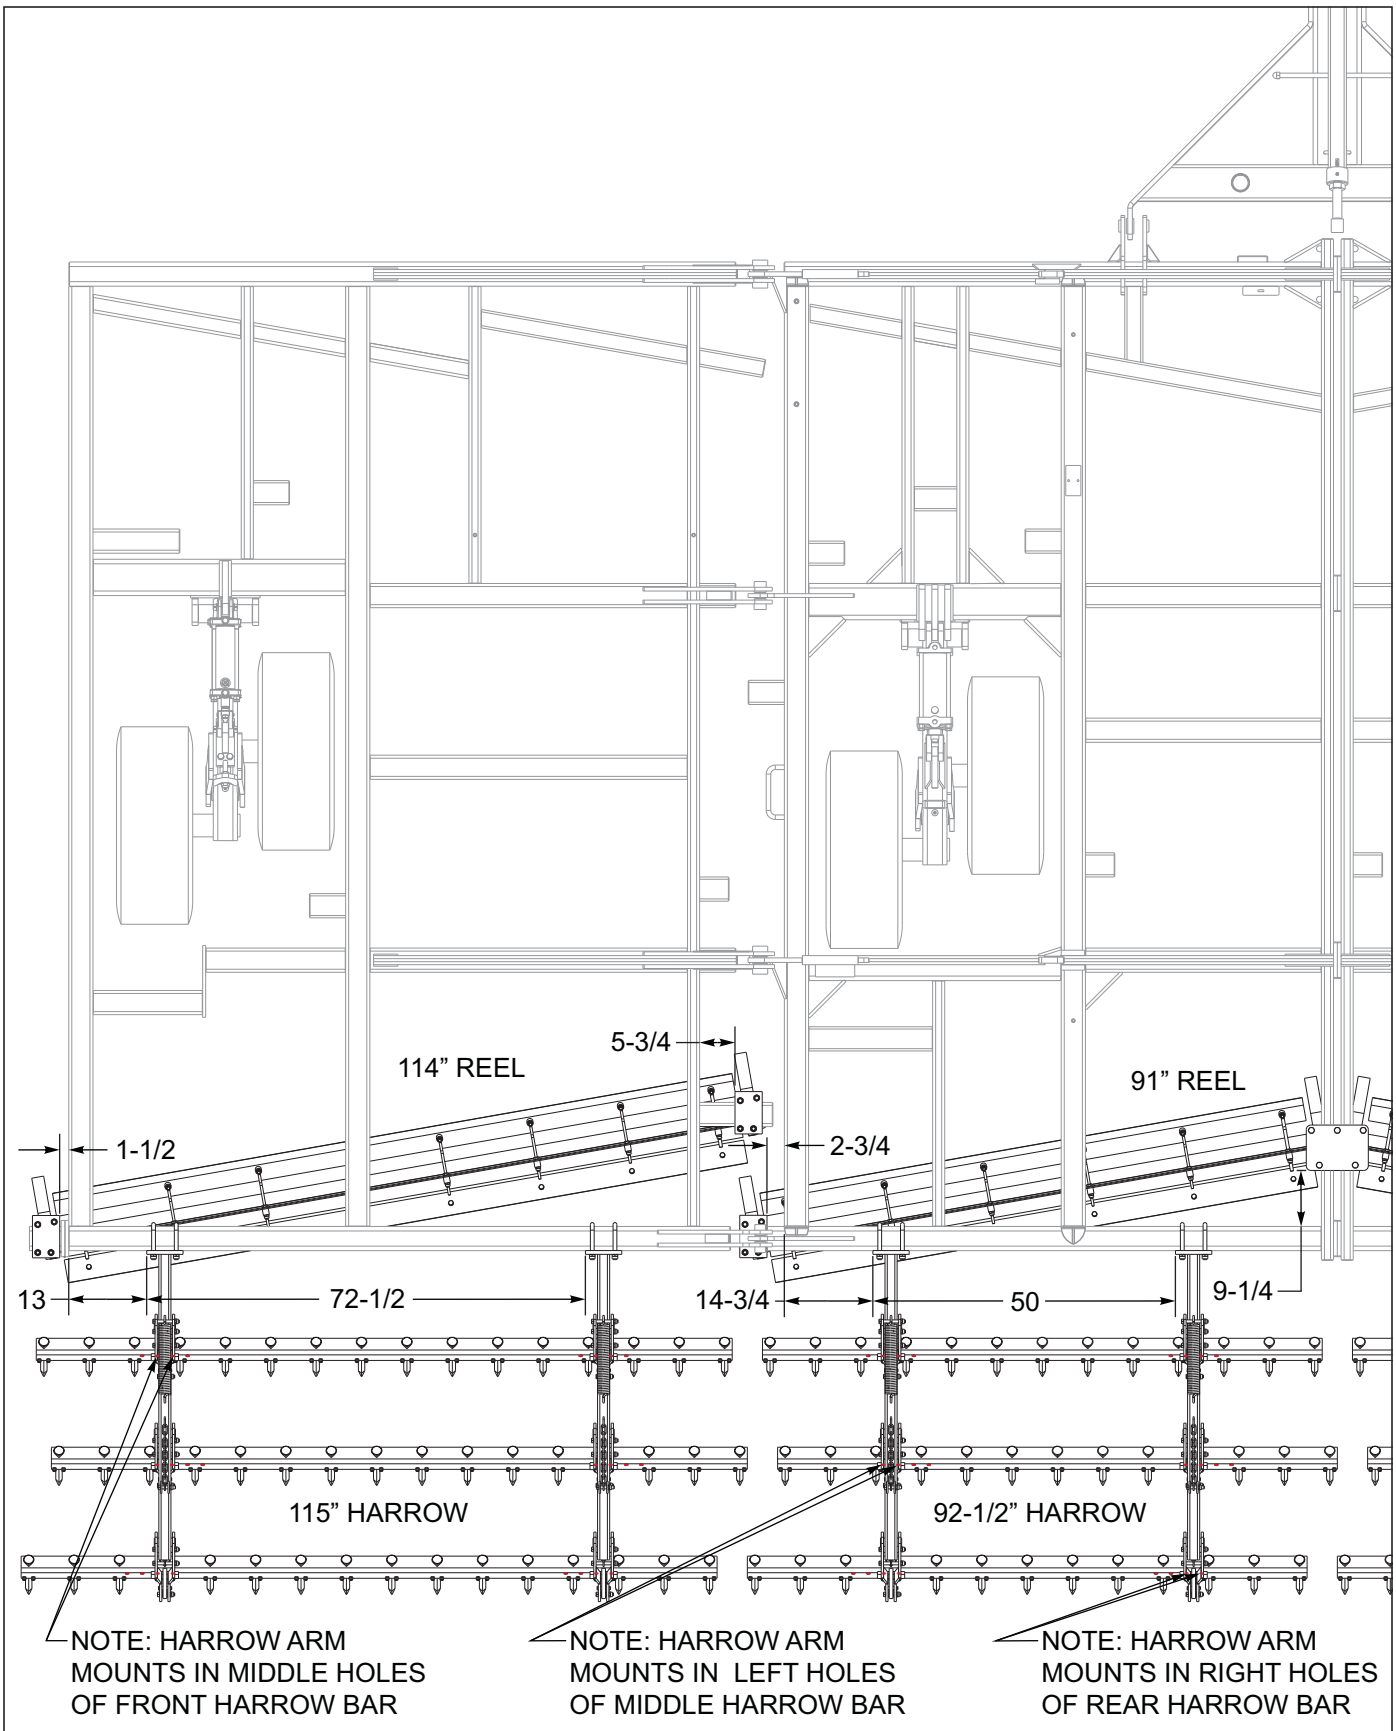 5-3/4
114” REEL
91” REEL
1-1/2
2-3/4
13
72-1/2
14-3/4
50
9-1/4
115” HARROW
92-1/2” HARROW
NOTE: HARROW ARM
MOUNTS IN MIDDLE HOLES
OF FRONT HARROW BAR
NOTE: HARROW ARM
MOUNTS IN LEFT HOLES
OF MIDDLE HARROW BAR
NOTE: HARROW ARM
MOUNTS IN RIGHT HOLES
OF REAR HARROW BAR